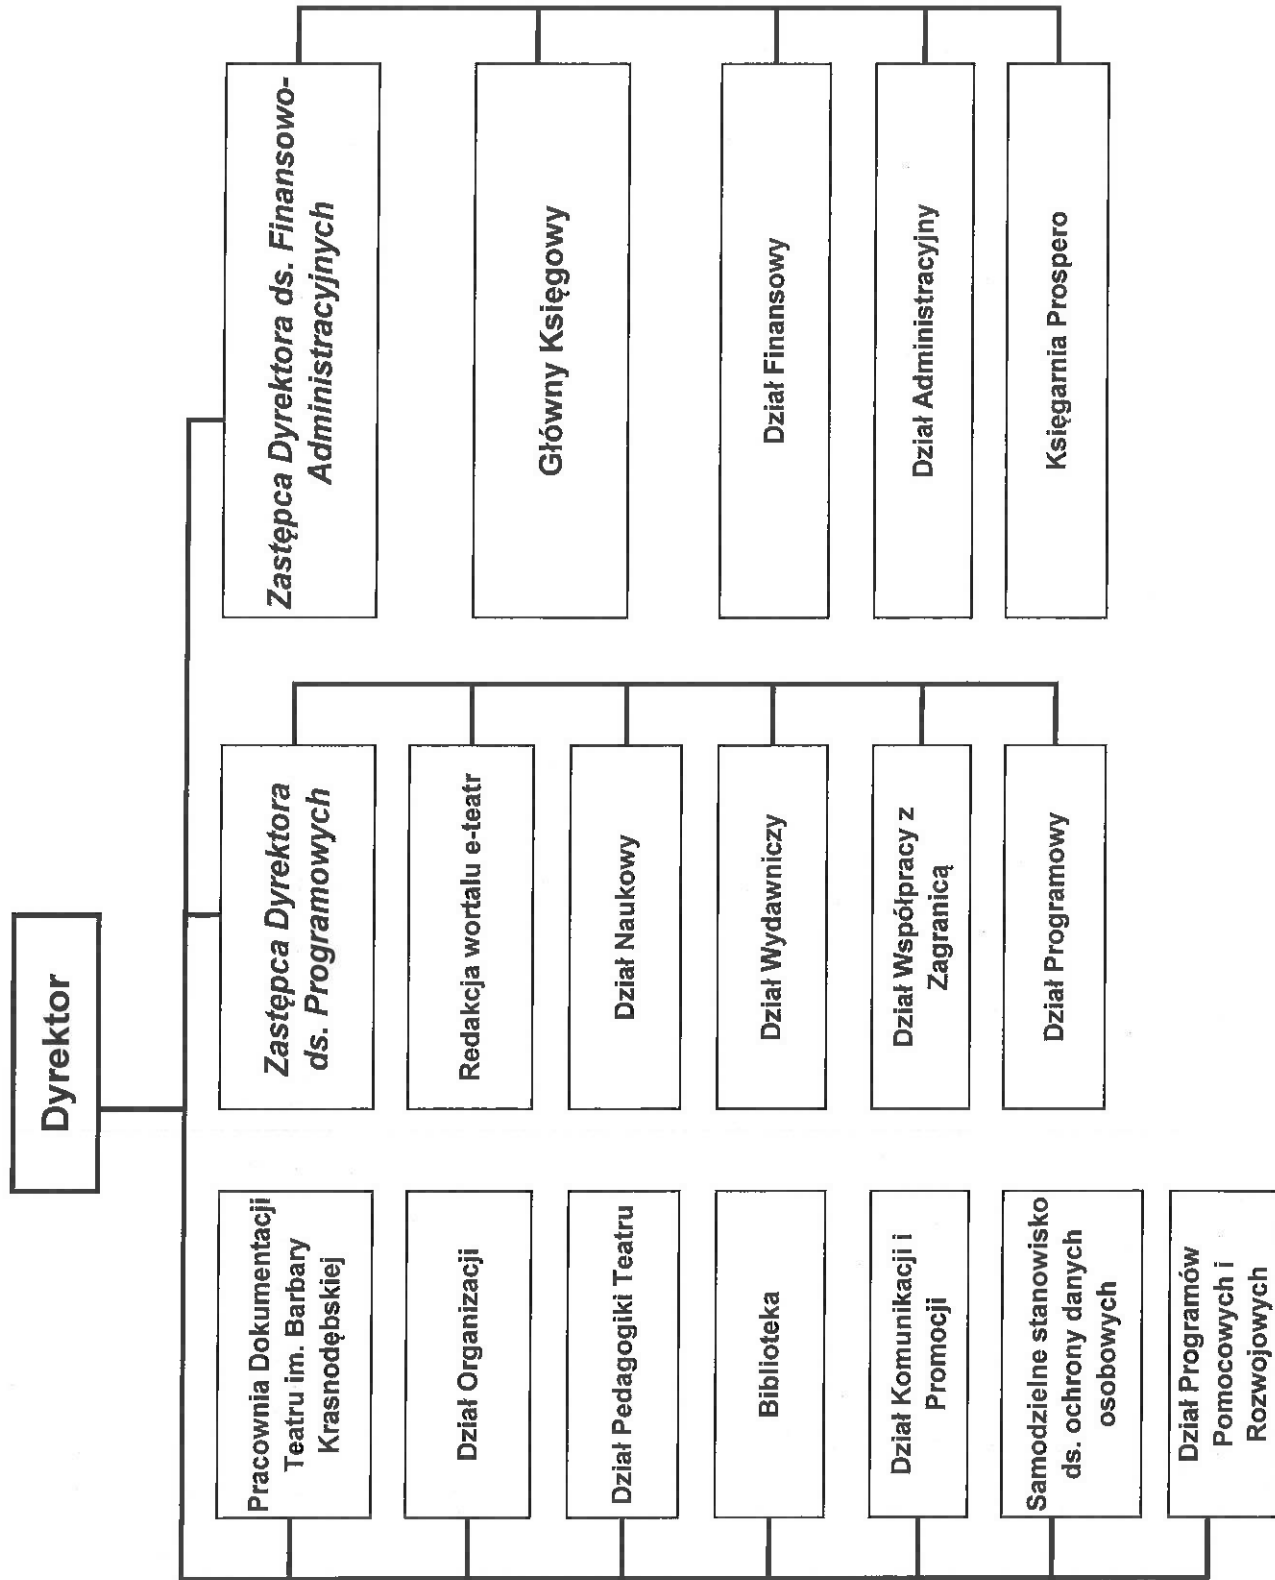 Dyrektor
Pracownia Dokumentacji
Teatru im. Barbary
Krasnodębskiej
Dział Organizacji
Dział Pedagogiki Teatru
Biblioteka
Dział Komunikacji i
Promocji
Samodzielne stanowisko
ds. ochrony danych
osobowych
Dział Programów
Pomocowych i
Rozwojowych
Zastępca Dyrektora
ds. Programowych
Redakcja wortalu e-teatr
Dział Naukowy
Dział Wydawniczy
Dział Współpracy z
Zagranicą
Dział Programowy
Zastępca Dyrektora ds. Finansowo-
Administracyjnych
Główny Księgowy
Dział Finansowy
Dział Administracyjny
Księgarnia Prospero